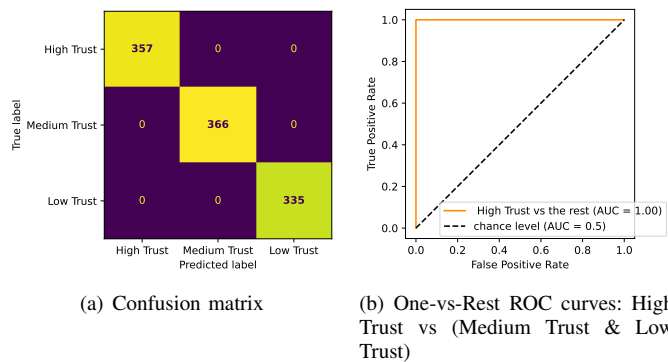 High Trust
Medium Trust
Low Trust
True label
357 0 0
0 366 0
0 0 335
High Trust Medium Trust Low Trust
Predicted label
(a) Confusion matrix
1.0
0.8
0.6
0.4
0.2
0.0
True Positive Rate
High Trust vs the rest (AUC = 1.00)
chance level (AUC = 0.5)
0.0 0.2 0.4 0.6 0.8 1.0
False Positive Rate
(b) One-vs-Rest ROC curves: High
Trust vs (Medium Trust & Low
Trust)